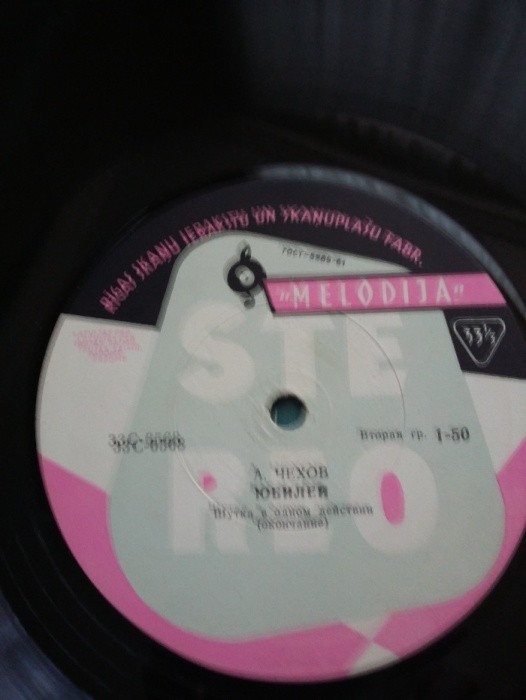 RIGAS SKAŅU IERAKSTU UN SKAŅUPLAŠU FABR.
ГОСТ-5289-61
"MELODIJA"
33⅓
STE
REO
33С-0568
Вторая гр. 1-50
А. ЧЕХОВ
ЮБИЛЕЙ
Шутка в одном действии
(окончание)